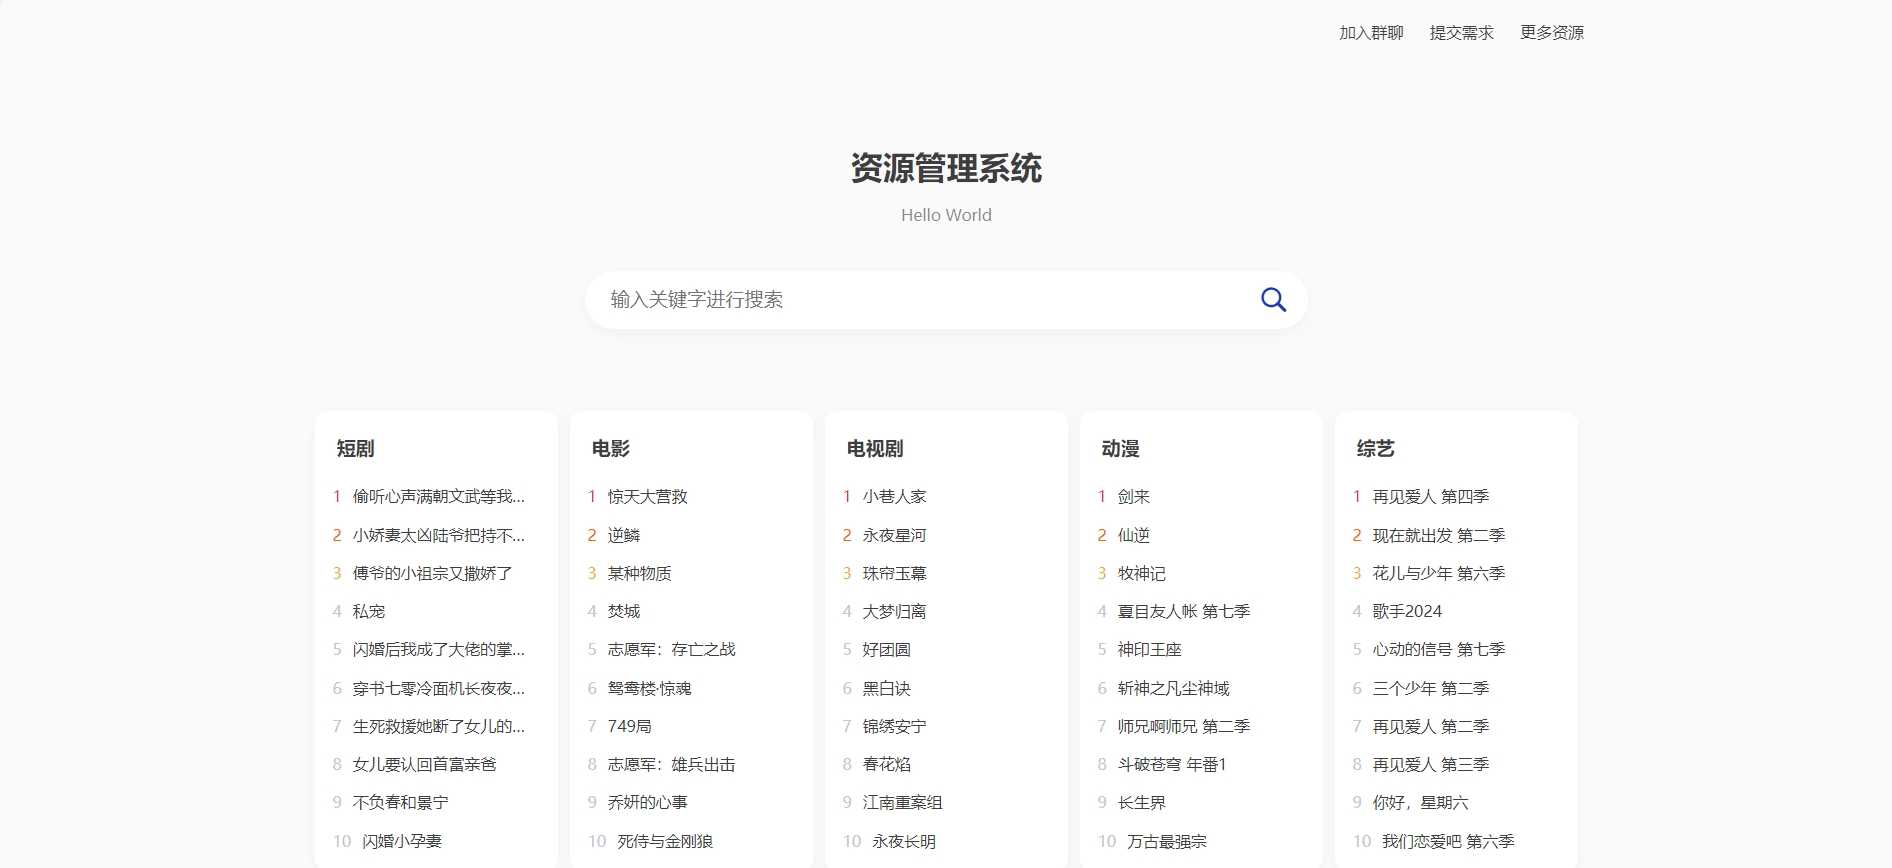 加入群聊 提交需求 更多资源
资源管理系统
Hello World
输入关键字进行搜索
短剧
1 偷听心声满朝文武等我...
2 小娇妻太凶陆爷把持不...
3 傅爷的小祖宗又撒娇了
4 私宠
5 闪婚后我成了大佬的掌...
6 穿书七零冷面机长夜夜...
7 生死救援她断了女儿的...
8 女儿要认回首富亲爸
9 不负春和景宁
10 闪婚小孕妻
电影
1 惊天大营救
2 逆鳞
3 某种物质
4 焚城
5 志愿军：存亡之战
6 鸳鸯楼·惊魂
7 749局
8 志愿军：雄兵出击
9 乔妍的心事
10 死侍与金刚狼
电视剧
1 小巷人家
2 永夜星河
3 珠帘玉幕
4 大梦归离
5 好团圆
6 黑白诀
7 锦绣安宁
8 春花焰
9 江南重案组
10 永夜长明
动漫
1 剑来
2 仙逆
3 牧神记
4 夏目友人帐 第七季
5 神印王座
6 斩神之凡尘神域
7 师兄啊师兄 第二季
8 斗破苍穹 年番1
9 长生界
10 万古最强宗
综艺
1 再见爱人 第四季
2 现在就出发 第二季
3 花儿与少年 第六季
4 歌手2024
5 心动的信号 第七季
6 三个少年 第二季
7 再见爱人 第二季
8 再见爱人 第三季
9 你好，星期六
10 我们恋爱吧 第六季